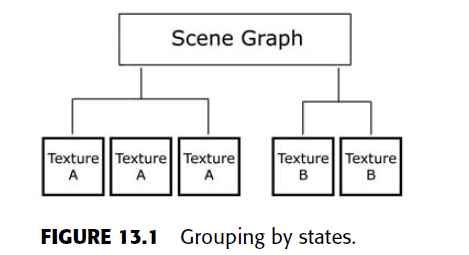 Scene Graph
Texture Texture Texture Texture Texture
A A A B B
FIGURE 13.1 Grouping by states.